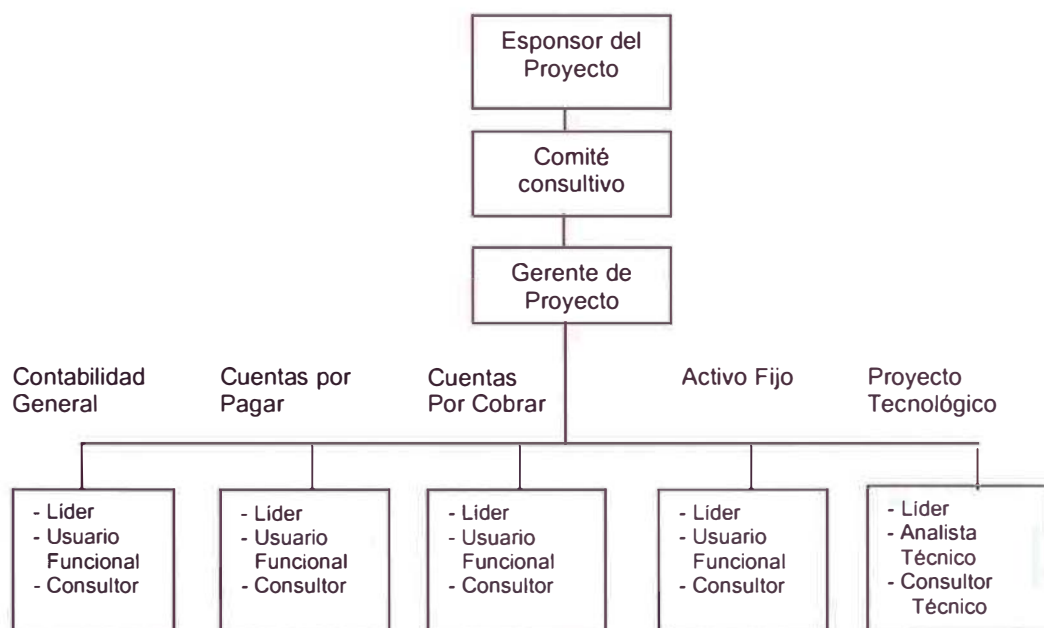 Esponsor del
Proyecto
Comité
consultivo
Gerente de
Proyecto
Contabilidad
General
Cuentas por
Pagar
Cuentas
Por Cobrar
Activo Fijo
Proyecto
Tecnológico
- Líder
- Usuario
Funcional
- Consultor
- Líder
- Usuario
Funcional
- Consultor
- Líder
- Usuario
Funcional
- Consultor
- Líder
- Usuario
Funcional
- Consultor
- Líder
- Analista
Técnico
- Consultor
Técnico